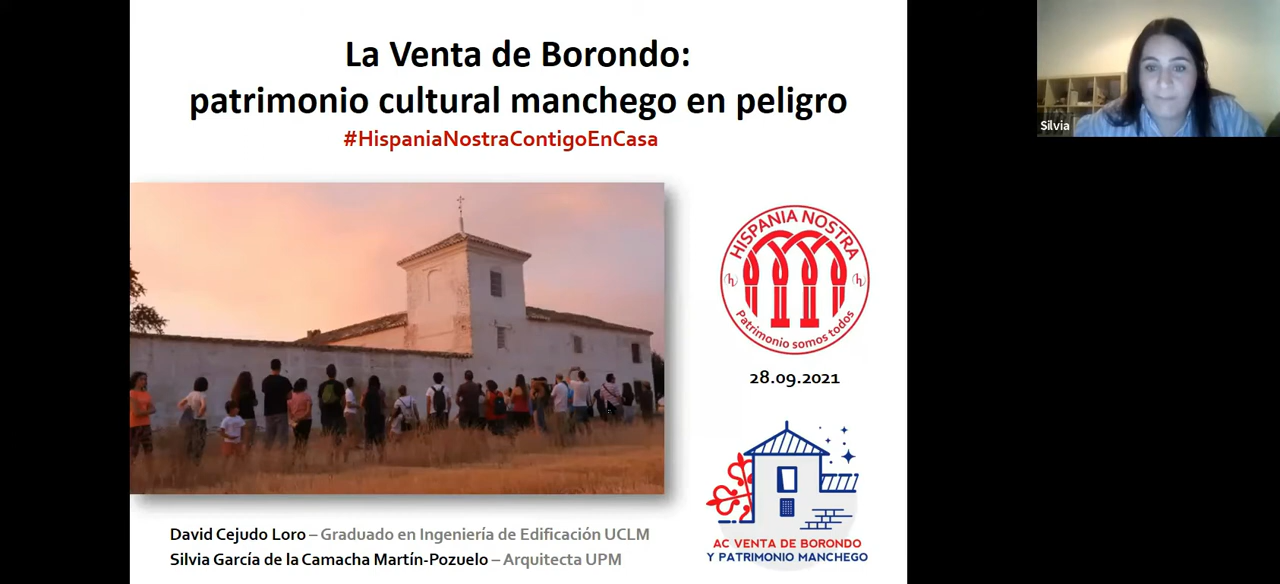 La Venta de Borondo:
patrimonio cultural manchego en peligro
#HispaniaNostraContigoEnCasa
Silvia
HISPANIA NOSTRA
h h
Patrimonio somos todos
28.09.2021
AC VENTA DE BORONDO
Y PATRIMONIO MANCHEGO
David Cejudo Loro – Graduado en Ingeniería de Edificación UCLM
Silvia García de la Camacha Martín-Pozuelo – Arquitecta UPM